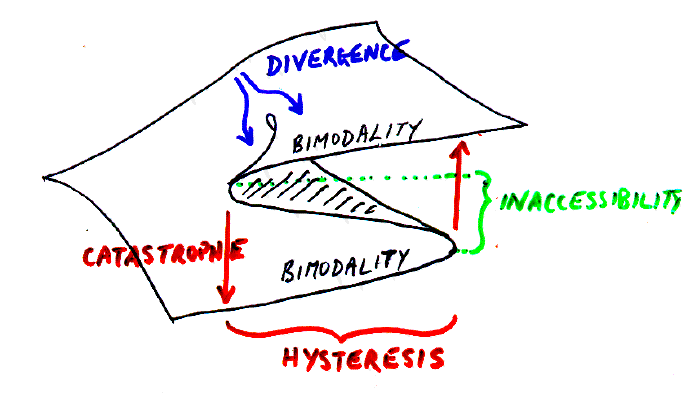 DIVERGENCE
BIMODALITY
INACCESSIBILITY
CATASTROPHE
BIMODALITY
HYSTERESIS